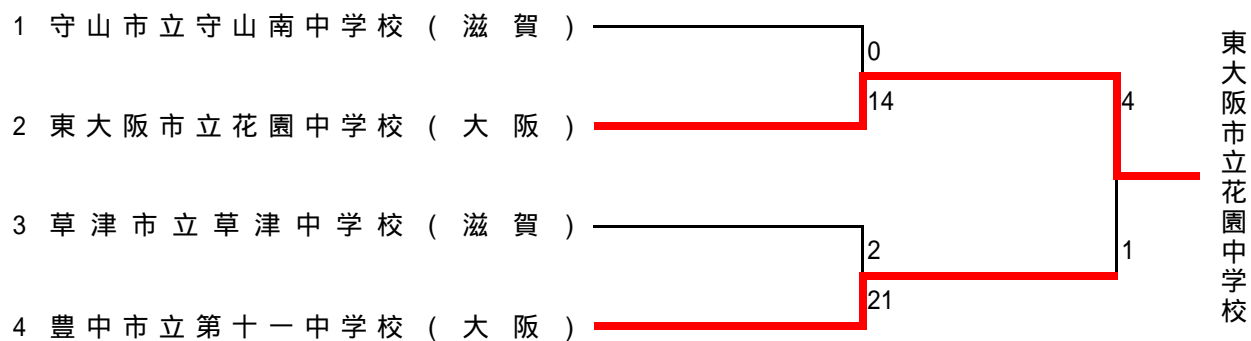 1 守山市立守山南中学校 ( 滋賀 )
0
14
2 東大阪市立花園中学校 ( 大阪 )
4
東大阪市立花園中学校
3 草津市立草津中学校 ( 滋賀 )
2
1
21
4 豊中市立第十一中学校 ( 大阪 )